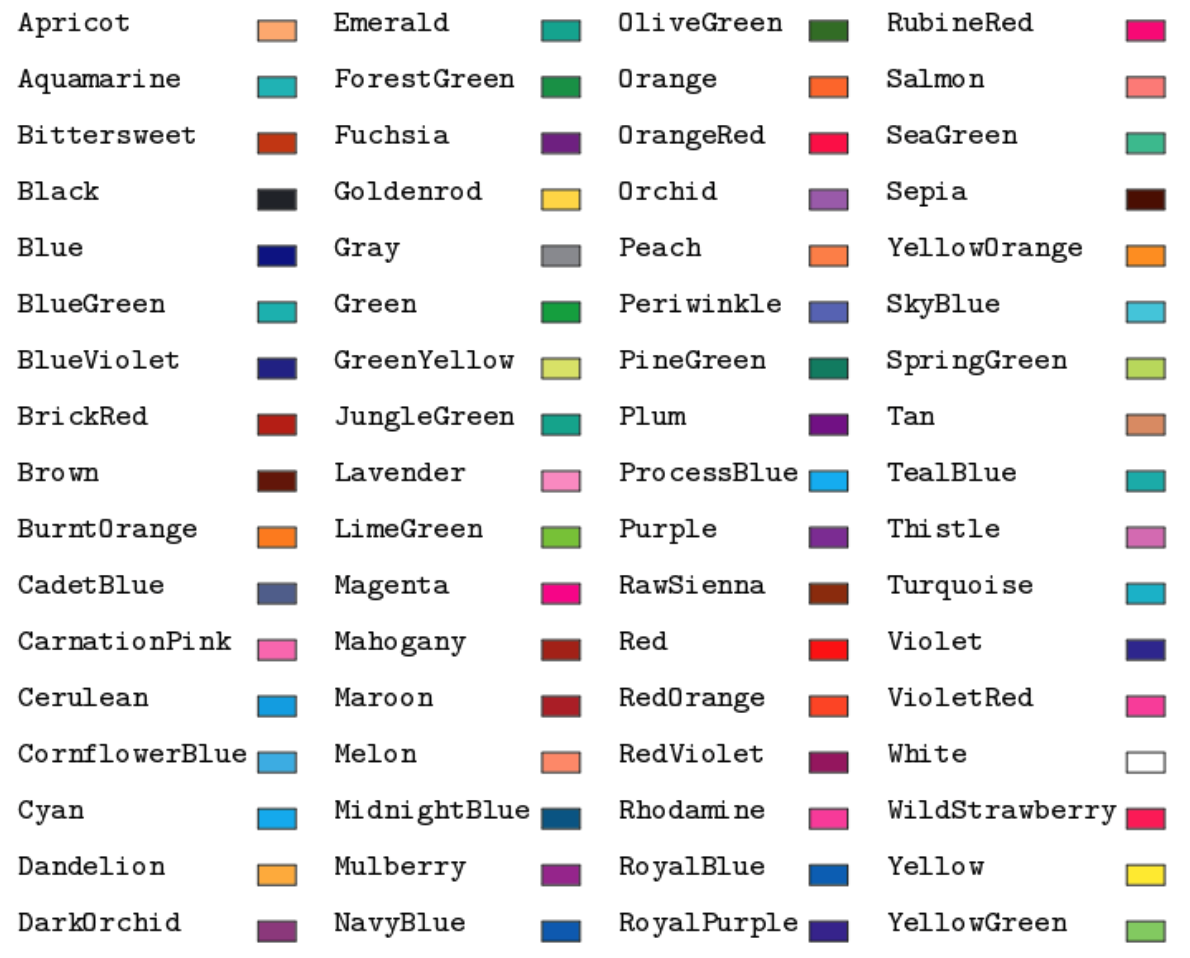 Apricot Emerald OliveGreen RubineRed
Aquamarine ForestGreen Orange Salmon
Bittersweet Fuchsia OrangeRed SeaGreen
Black Goldenrod Orchid Sepia
Blue Gray Peach YellowOrange
BlueGreen Green Periwinkle SkyBlue
BlueViolet GreenYellow PineGreen SpringGreen
BrickRed JungleGreen Plum Tan
Brown Lavender ProcessBlue TealBlue
BurntOrange LimeGreen Purple Thistle
CadetBlue Magenta RawSienna Turquoise
CarnationPink Mahogany Red Violet
Cerulean Maroon RedOrange VioletRed
CornflowerBlue Melon RedViolet White
Cyan MidnightBlue Rhodamine WildStrawberry
Dandelion Mulberry RoyalBlue Yellow
DarkOrchid NavyBlue RoyalPurple YellowGreen